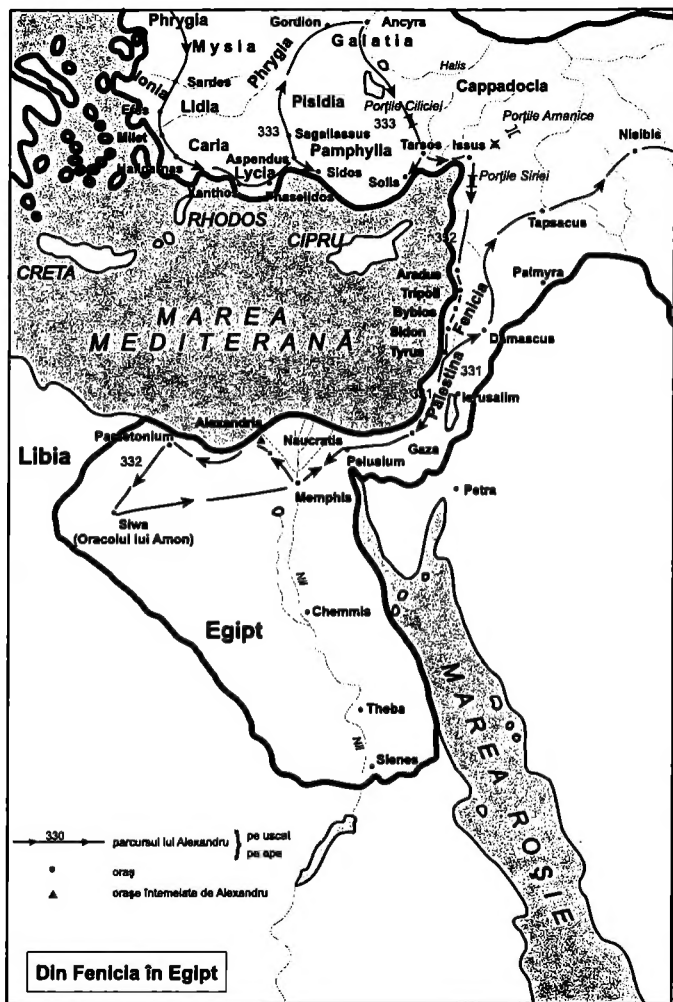 Phrygia
Gordion
Ancyra
Mysia
Phrygia
Galatia
Halis
Cappadocia
Ionia
Sardes
Lidia
Pisidia
Porțile Ciliciei
Porțile Amanice
Nisibis
Efes
Milet
333
Sagallassus
333
Caria
Aspendus
Pamphylia
Tarsos
Issus
Lycia
Sidos
Solis
Porțile Siriei
Xanthos
Phaselidos
RHODOS
Tapsacus
CRETA
CIPRU
332
Aradus
Palmyra
Tripoli
Byblos
Fenicia
MAREA
MEDITERANĂ
Sidon
Damascus
Tyrus
331
Palestina
Ierusalim
Alexandria
Paraetonium
Naucratis
Gaza
Libia
332
Pelusium
Memphis
Petra
Siwa
(Oracolul lui Amon)
Nil
Chemmis
Egipt
MAREA ROȘIE
Theba
Nil
Sienes
330
parcursul lui Alexandru
pe uscat
pe ape
oraș
orașe întemeiate de Alexandru
Din Fenicia în Egipt